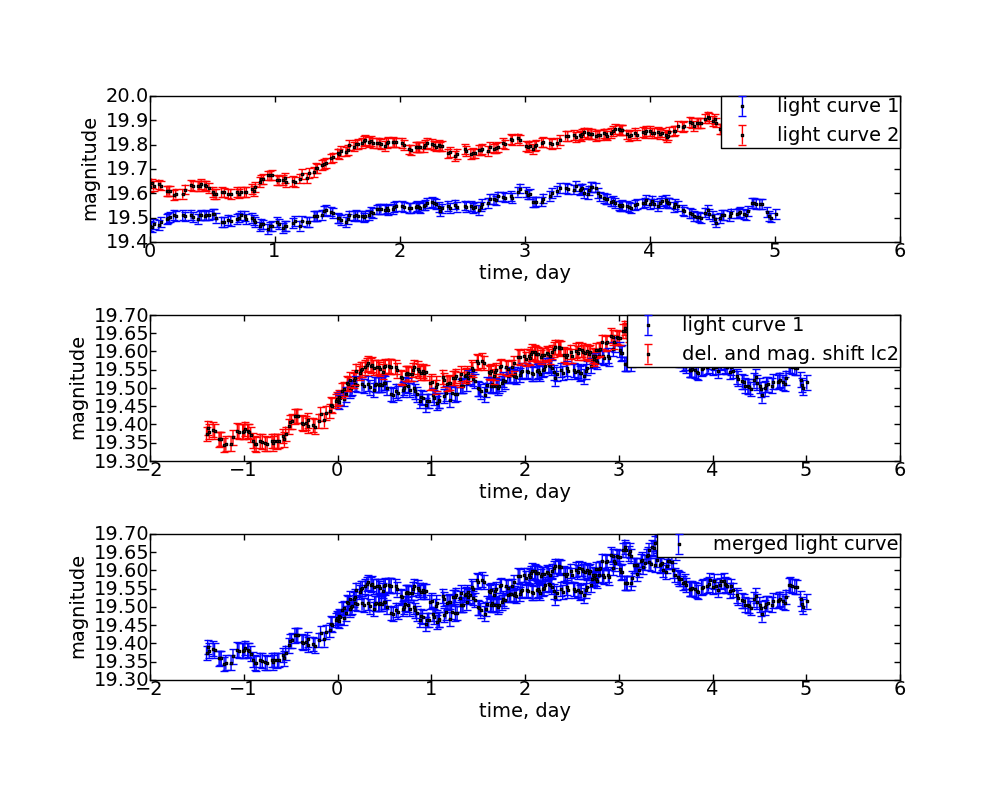 20.0
19.9
19.8
19.7
19.6
19.5
19.4
magnitude
light curve 1
light curve 2
0 1 2 3 4 5 6
time, day
19.70
19.65
19.60
19.55
19.50
19.45
19.40
19.35
19.30
magnitude
light curve 1
del. and mag. shift lc2
−2 −1 0 1 2 3 4 5 6
time, day
19.70
19.65
19.60
19.55
19.50
19.45
19.40
19.35
19.30
magnitude
merged light curve
−2 −1 0 1 2 3 4 5 6
time, day